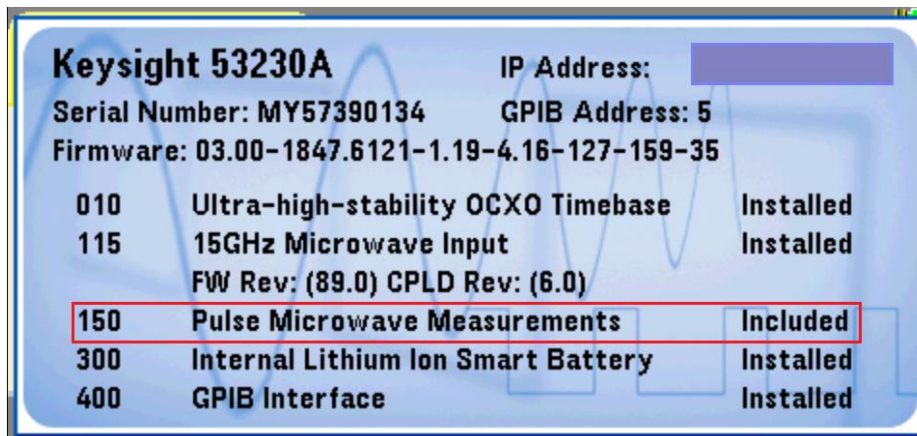 Keysight 53230A IP Address:
Serial Number: MY57390134 GPIB Address: 5
Firmware: 03.00-1847.6121-1.19-4.16-127-159-35
010 Ultra-high-stability OCXO Timebase Installed
115 15GHz Microwave Input Installed
FW Rev: (89.0) CPLD Rev: (6.0)
150 Pulse Microwave Measurements Included
300 Internal Lithium Ion Smart Battery Installed
400 GPIB Interface Installed